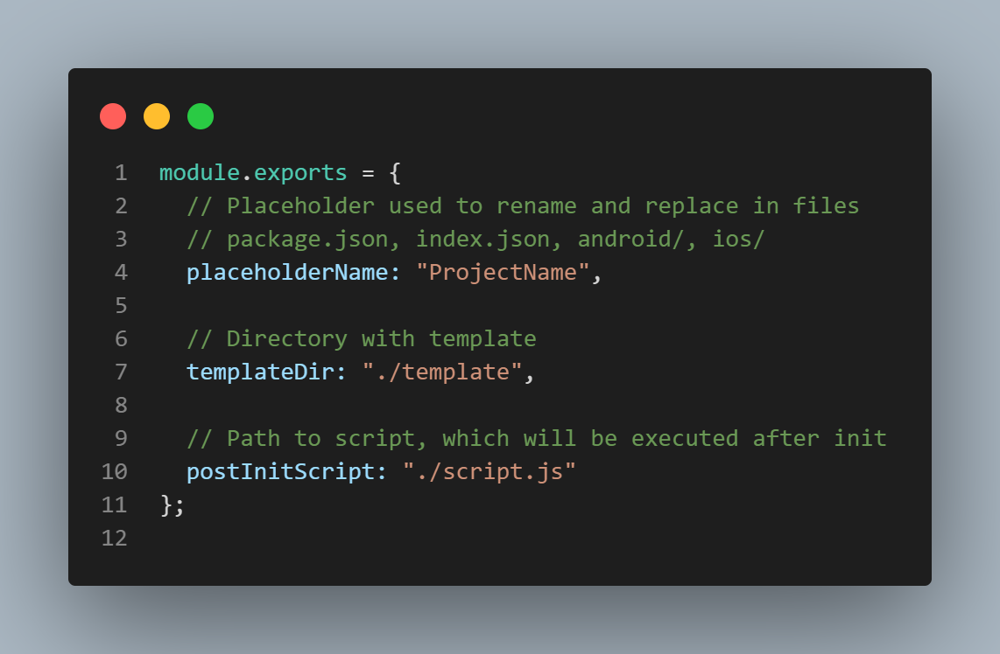 1 module.exports = {
2   // Placeholder used to rename and replace in files
3   // package.json, index.json, android/, ios/
4   placeholderName: "ProjectName",
5
6   // Directory with template
7   templateDir: "./template",
8
9   // Path to script, which will be executed after init
10   postInitScript: "./script.js"
11 };
12